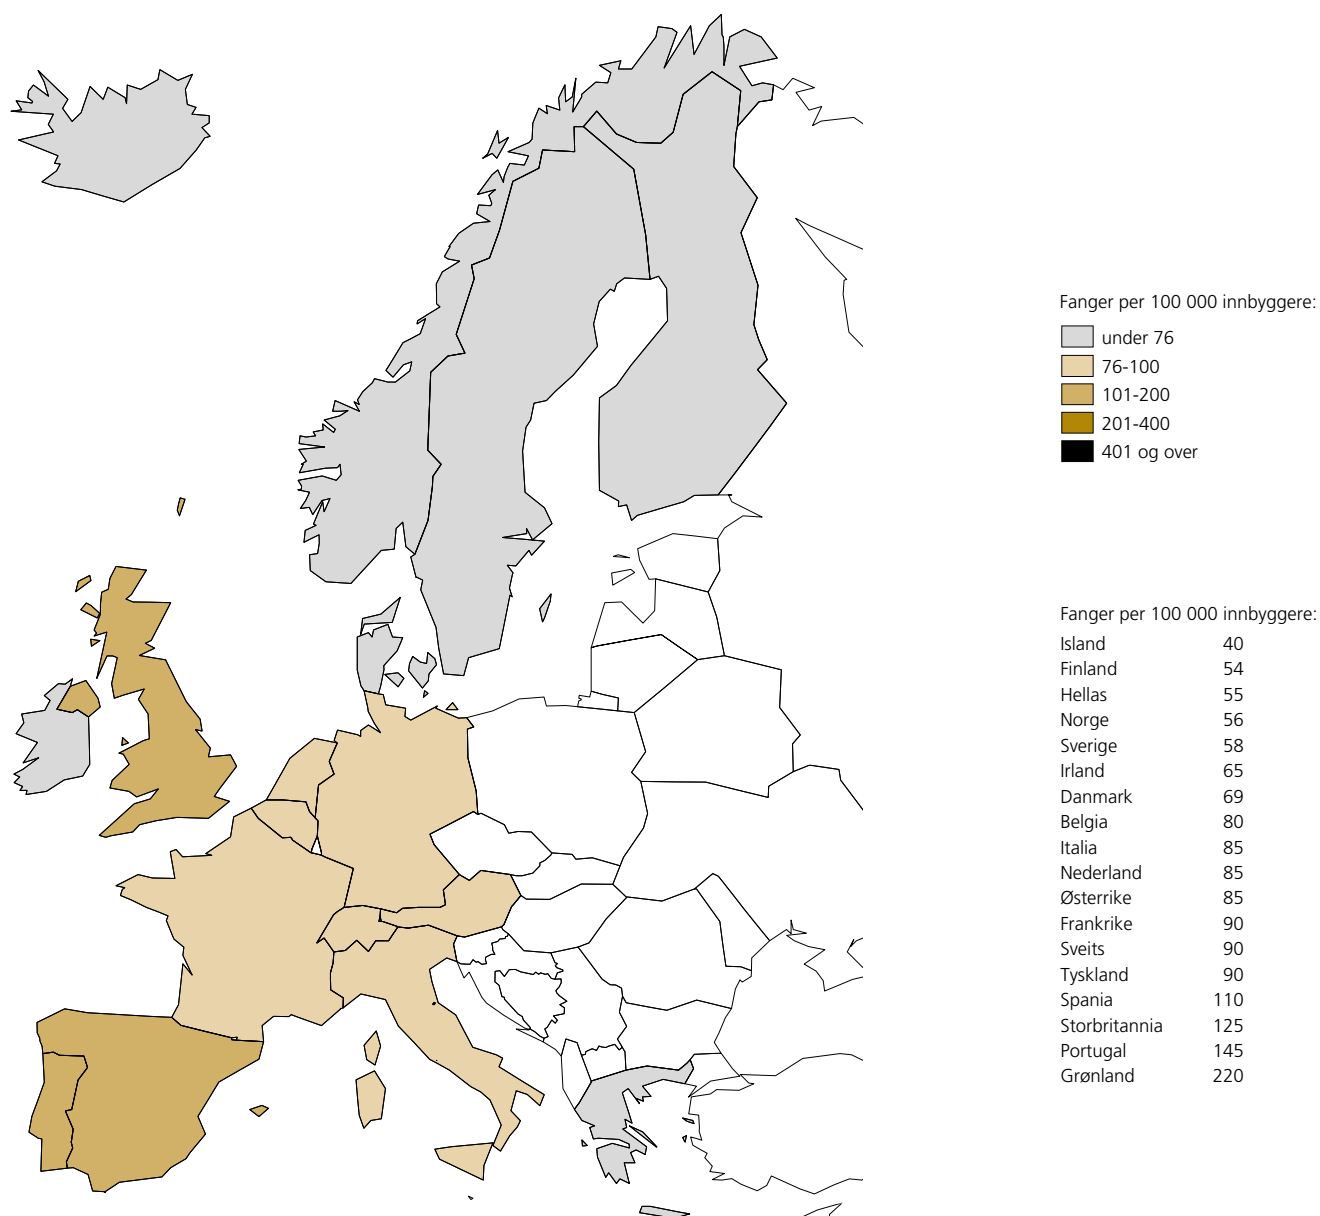 Fanger per 100 000 innbyggere:
under 76
76-100
101-200
201-400
401 og over
Fanger per 100 000 innbyggere:
Island 40
Finland 54
Hellas 55
Norge 56
Sverige 58
Irland 65
Danmark 69
Belgia 80
Italia 85
Nederland 85
Østerrike 85
Frankrike 90
Sveits 90
Tyskland 90
Spania 110
Storbritannia 125
Portugal 145
Grønland 220